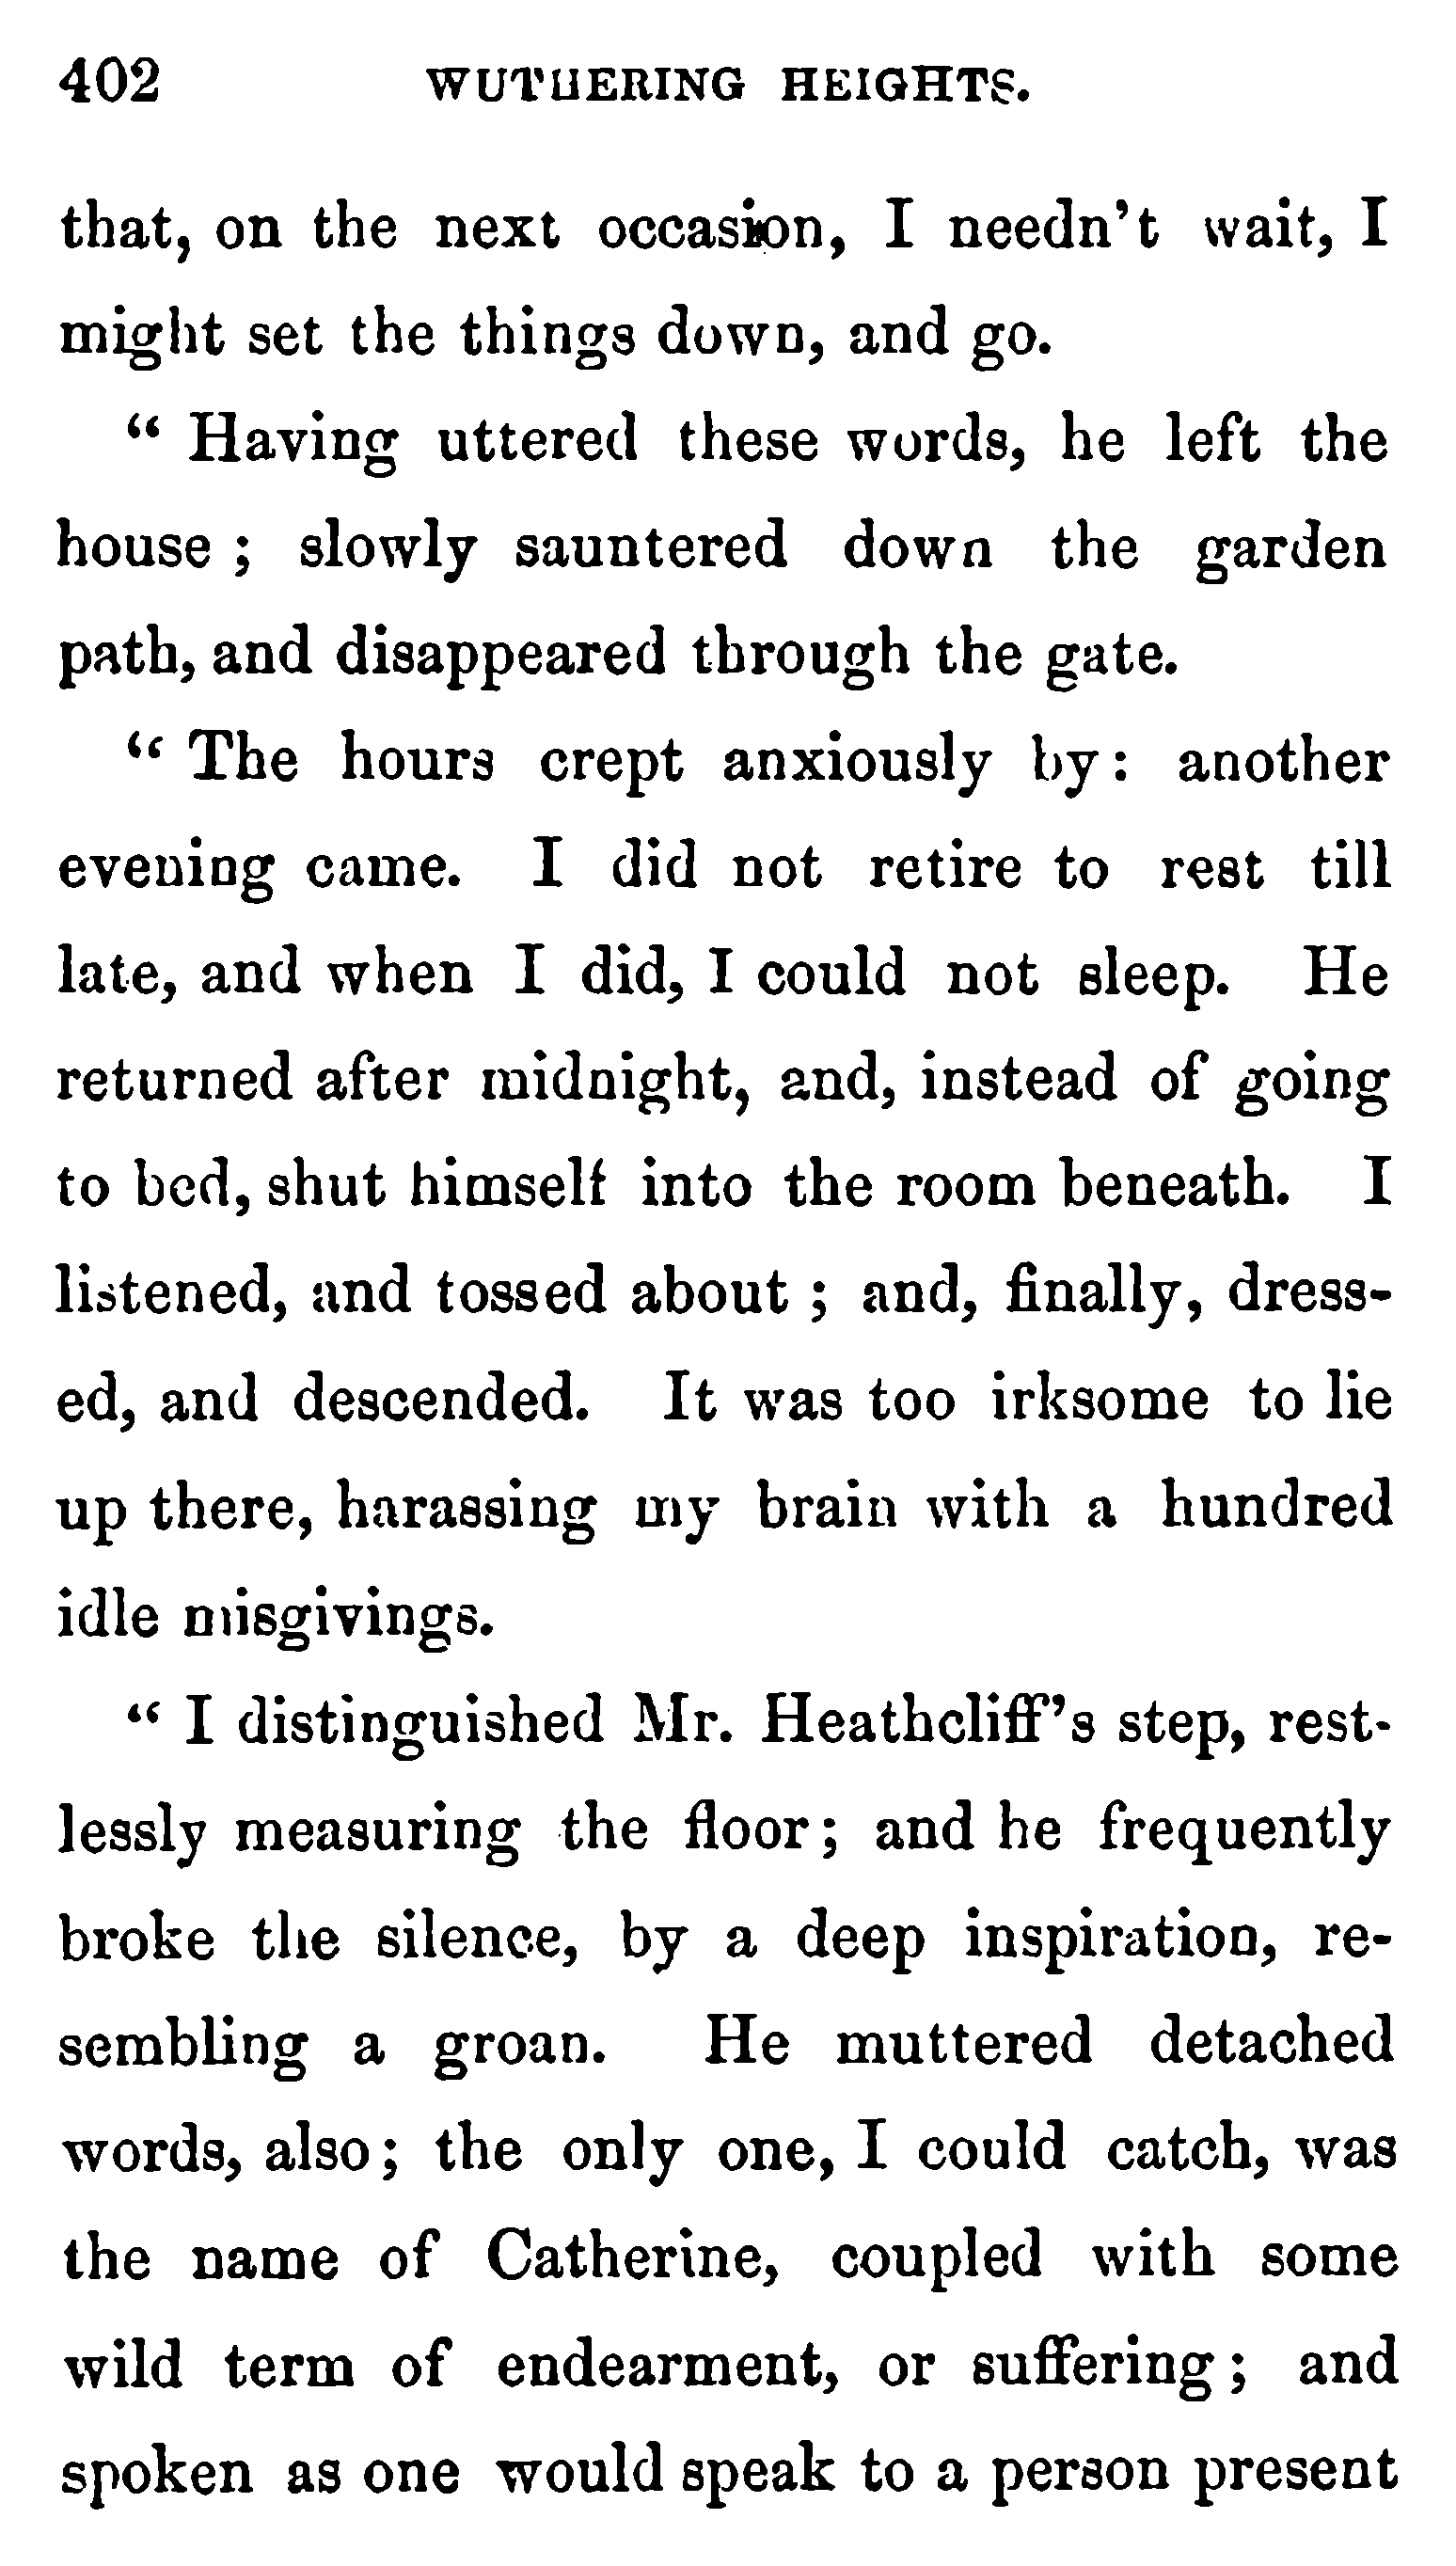 402 WUTHERING HEIGHTS.
that, on the next occasion, I needn't wait, I
might set the things down, and go.
“ Having uttered these words, he left the
house ; slowly sauntered down the garden
path, and disappeared through the gate.
“ The hours crept anxiously by: another
evening came. I did not retire to rest till
late, and when I did, I could not sleep. He
returned after midnight, and, instead of going
to bed, shut himself into the room beneath. I
listened, and tossed about ; and, finally, dress-
ed, and descended. It was too irksome to lie
up there, harassing my brain with a hundred
idle misgivings.
“ I distinguished Mr. Heathcliff's step, rest-
lessly measuring the floor; and he frequently
broke the silence, by a deep inspiration, re-
sembling a groan. He muttered detached
words, also; the only one, I could catch, was
the name of Catherine, coupled with some
wild term of endearment, or suffering; and
spoken as one would speak to a person present